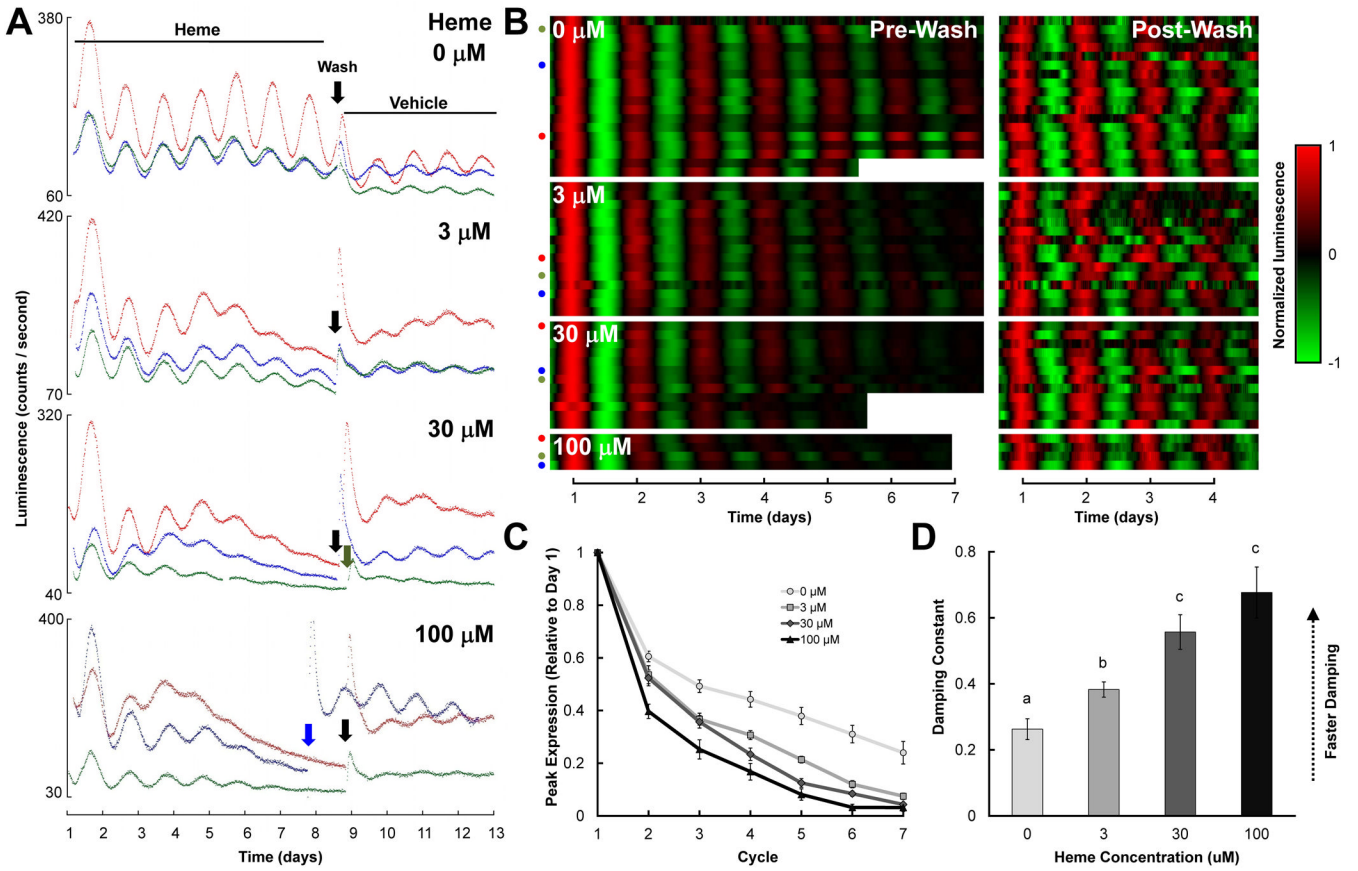 A
380
Heme
Heme
0 μM
Wash
Vehicle
60
420
3 μM
70
320
30 μM
40
400
100 μM
30
Luminescence (counts / second)
1 2 3 4 5 6 7 8 9 10 11 12 13
Time (days)
B
0 μM
Pre-Wash
Post-Wash
3 μM
30 μM
100 μM
1 2 3 4 5 6 7
Time (days)
1 2 3 4
Time (days)
1
0
-1
Normalized luminescence
C
1
0.8
0.6
0.4
0.2
0
0 μM
3 μM
30 μM
100 μM
Peak Expression (Relative to Day 1)
1 2 3 4 5 6 7
Cycle
D
0.8
0.6
0.4
0.2
0
a
b
c
c
Damping Constant
0 3 30 100
Heme Concentration (uM)
Faster Damping